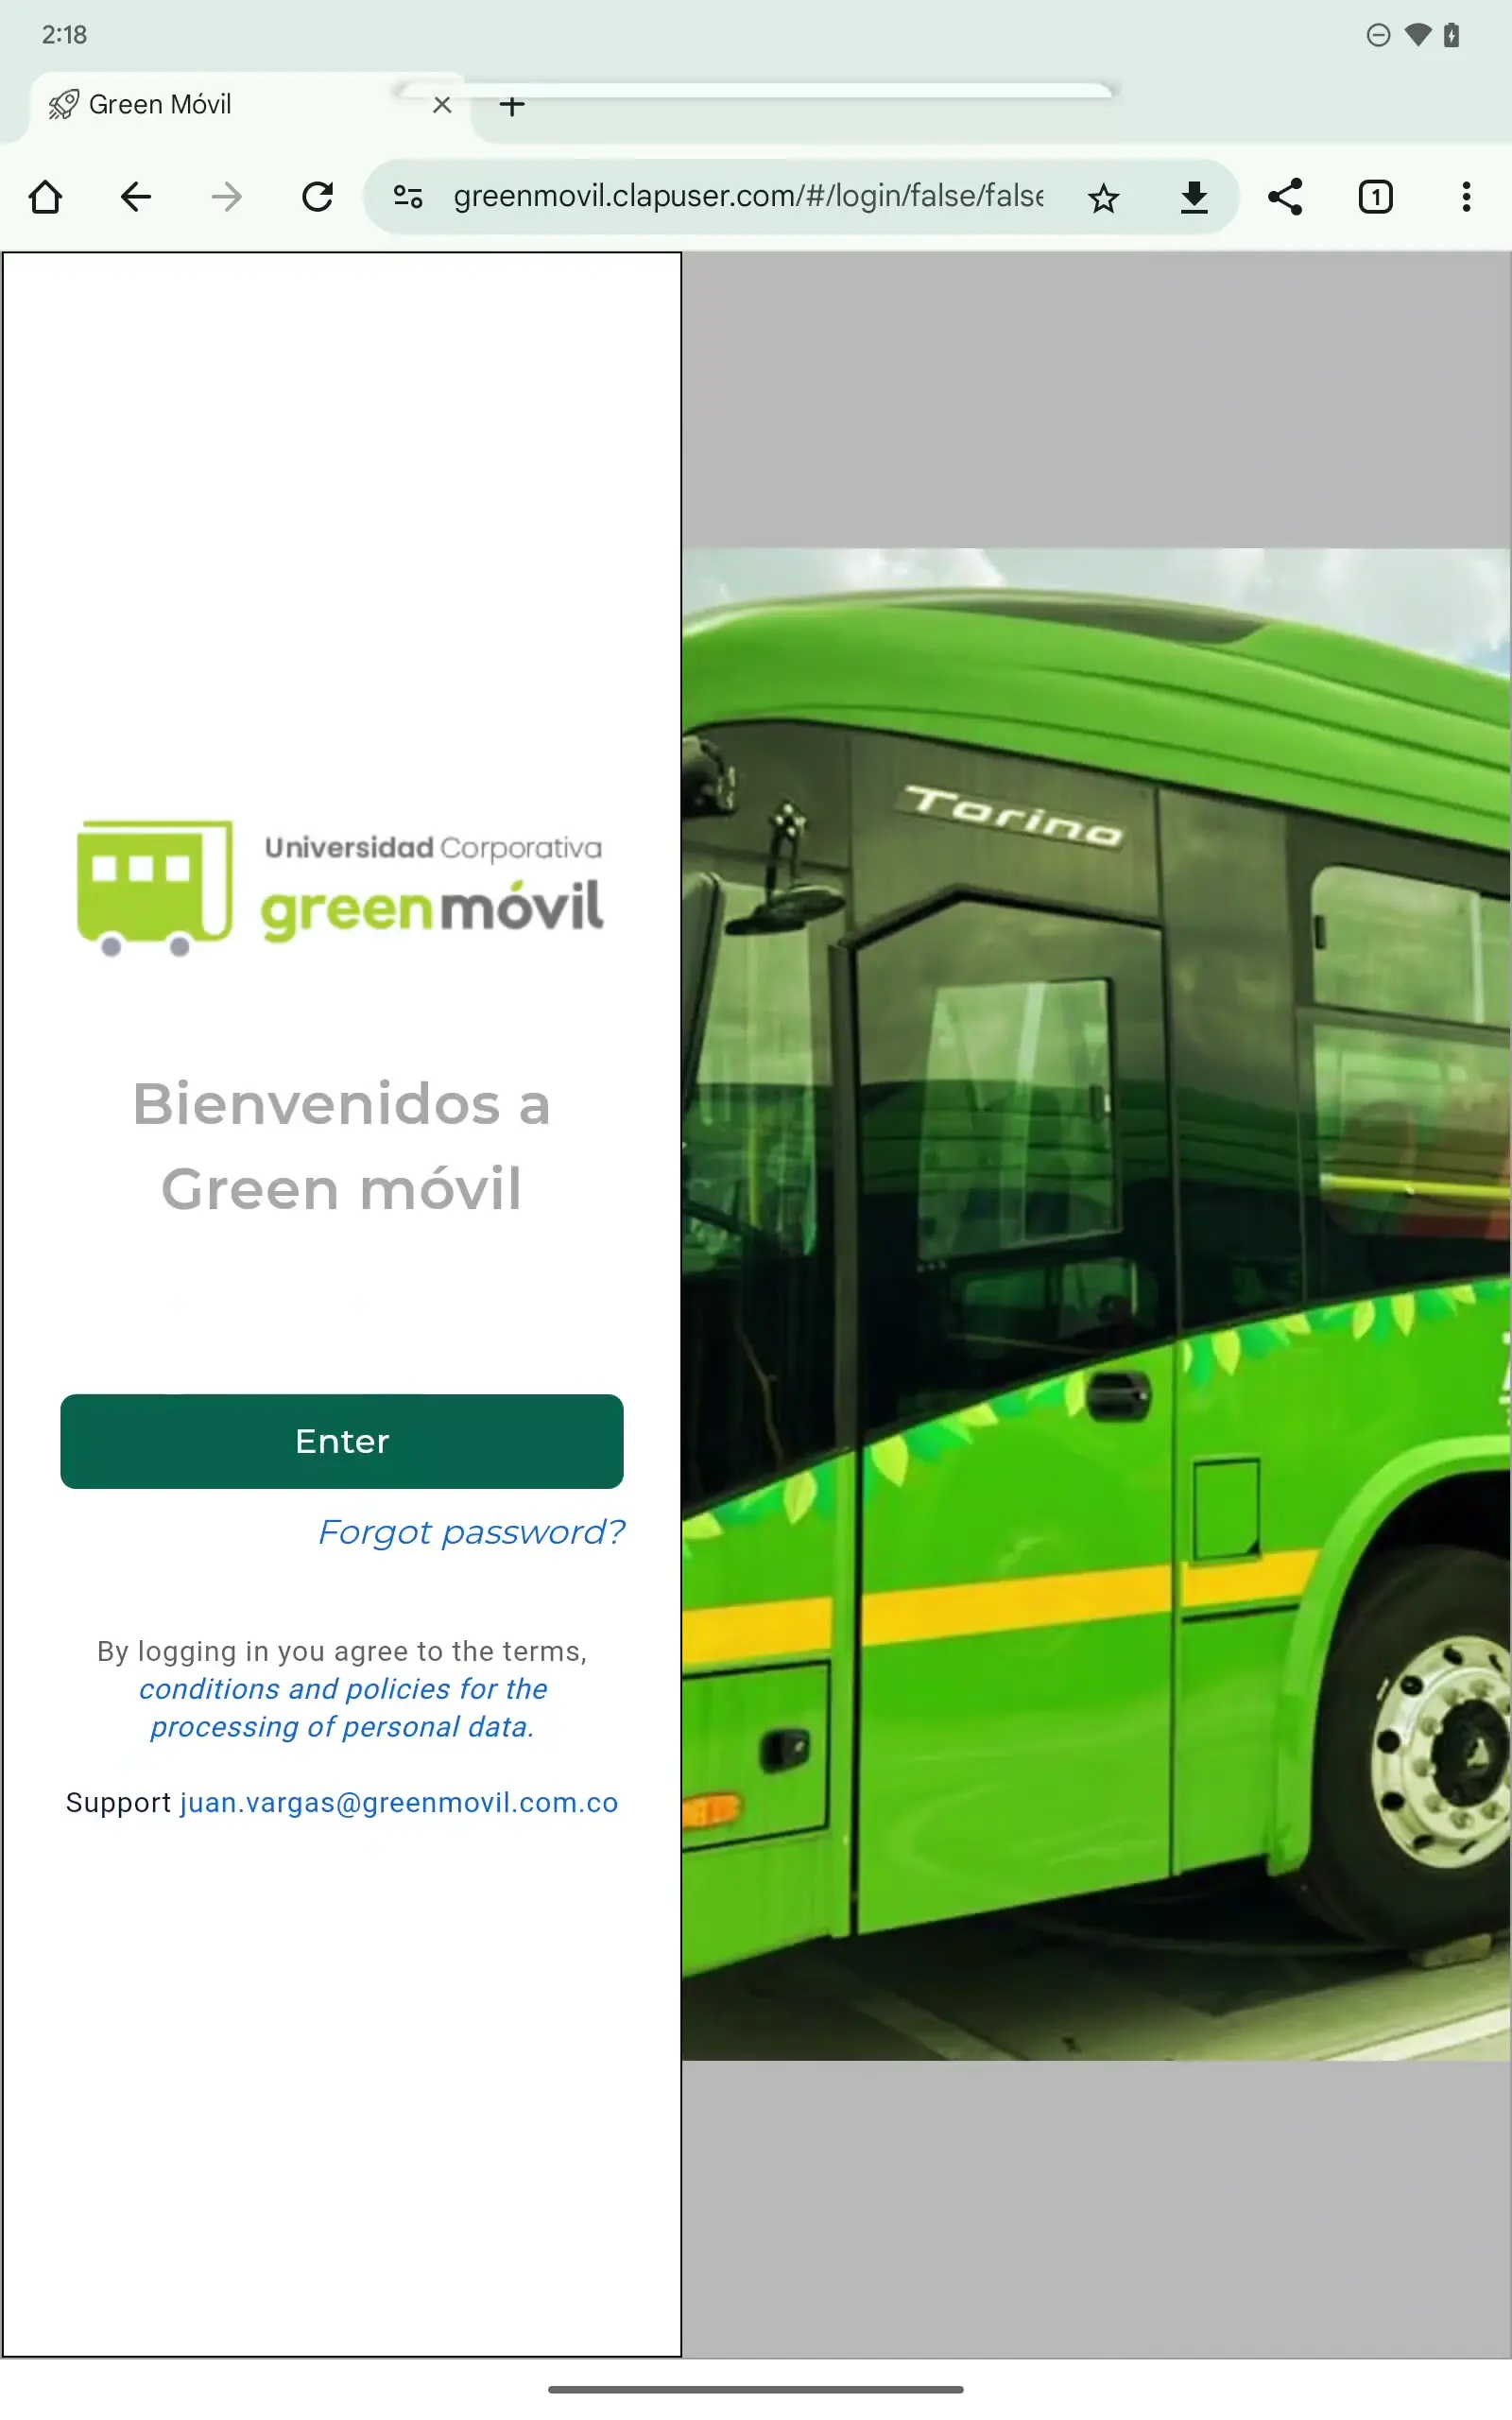 2:18
Green Móvil
greenmovil.clapuser.com/#/login/false/false
1
Universidad Corporativa
greenmóvil
Torino
Bienvenidos a
Green móvil
Enter
Forgot password?
By logging in you agree to the terms,
conditions and policies for the
processing of personal data.
Support juan.vargas@greenmovil.com.co